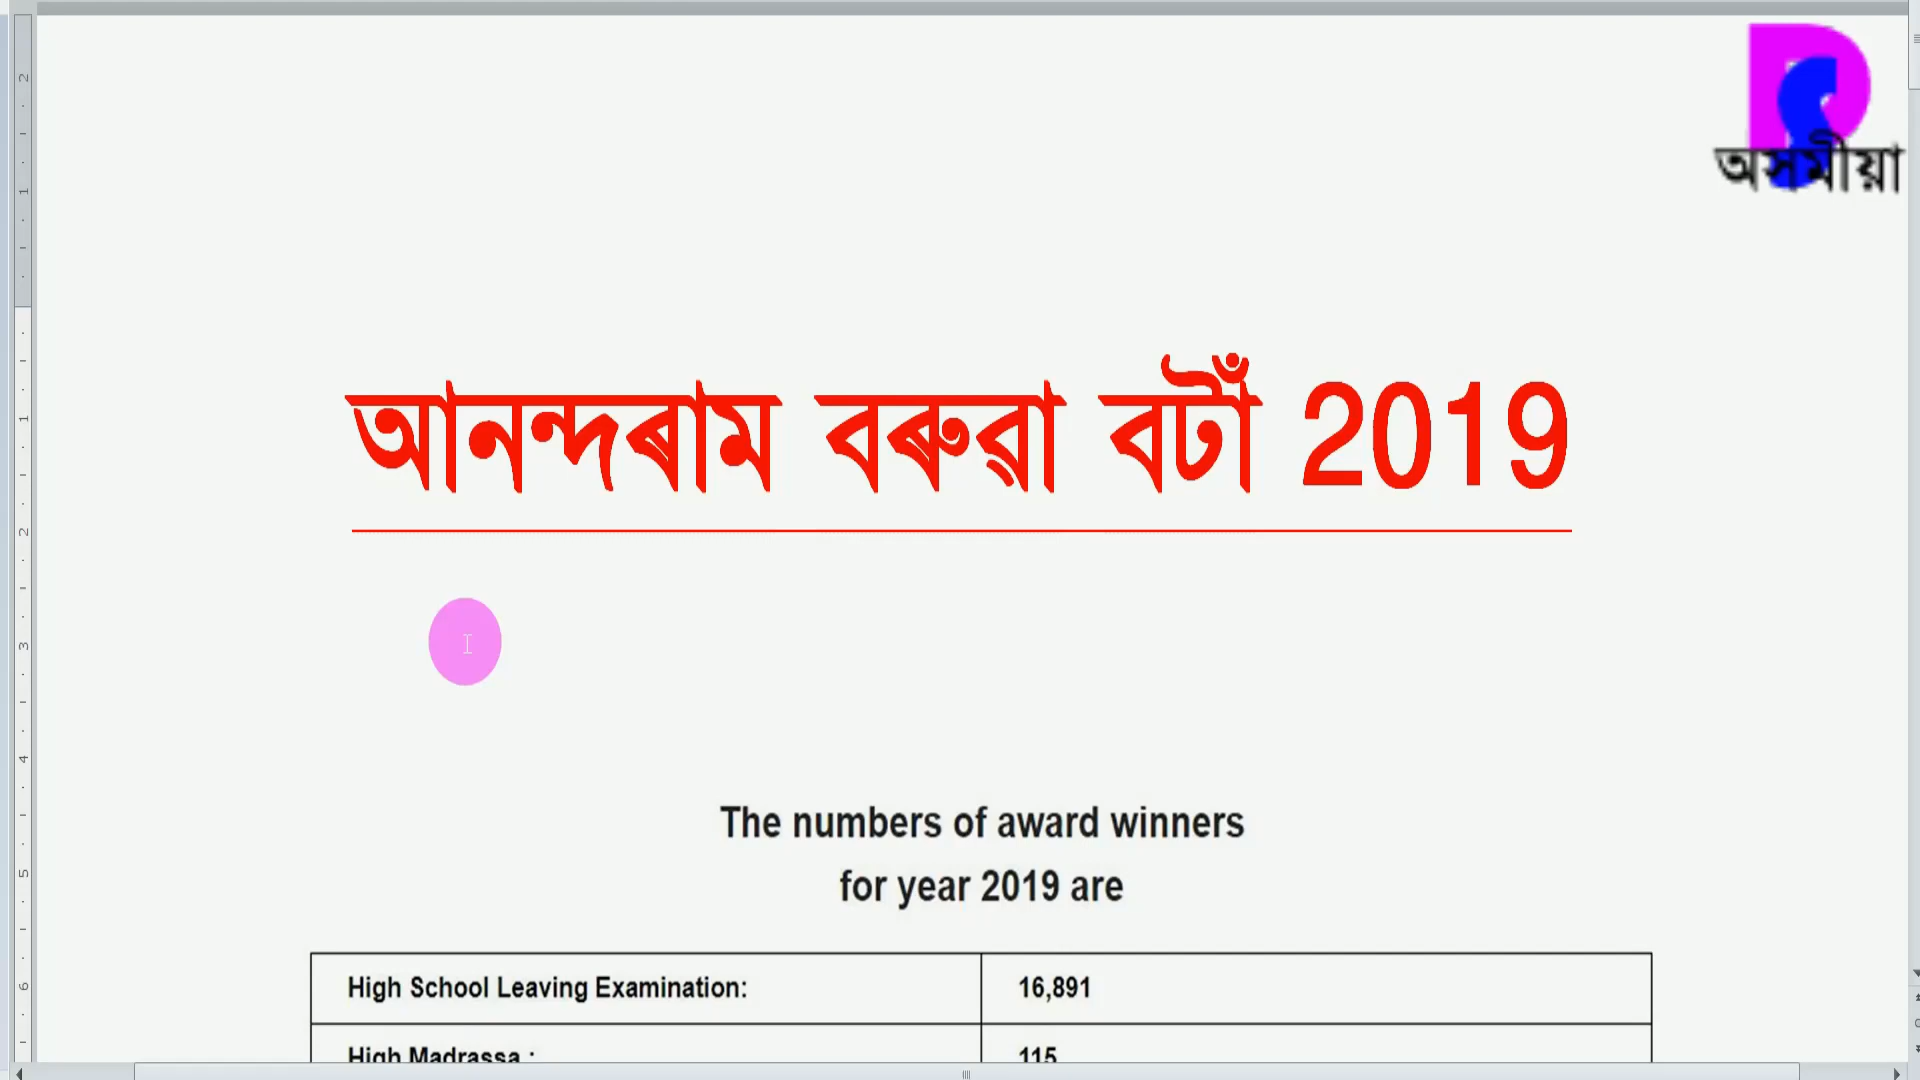 অসমীয়া
আনন্দৰাম বৰুৱা বটাঁ 2019
The numbers of award winners
for year 2019 are
High School Leaving Examination: 16,891
High Madrassa : 115